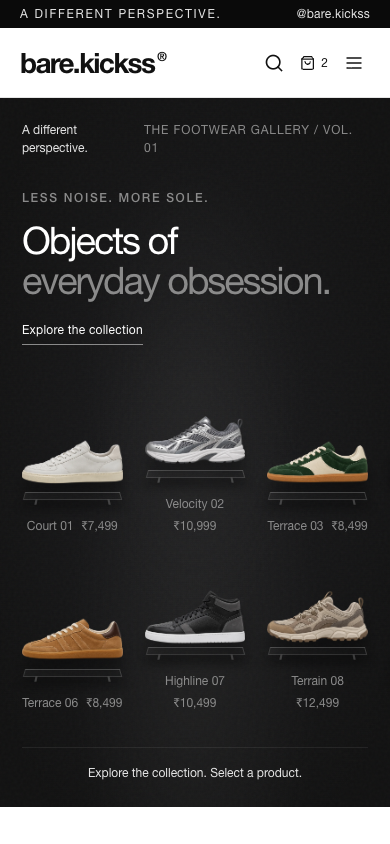 A DIFFERENT PERSPECTIVE.
@bare.kickss
bare.kickss®
2
A different
perspective.
THE FOOTWEAR GALLERY / VOL.
01
LESS NOISE. MORE SOLE.
Objects of
everyday obsession.
Explore the collection
Court 01 ₹7,499
Velocity 02
₹10,999
Terrace 03 ₹8,499
Terrace 06 ₹8,499
Highline 07
₹10,499
Terrain 08
₹12,499
Explore the collection. Select a product.